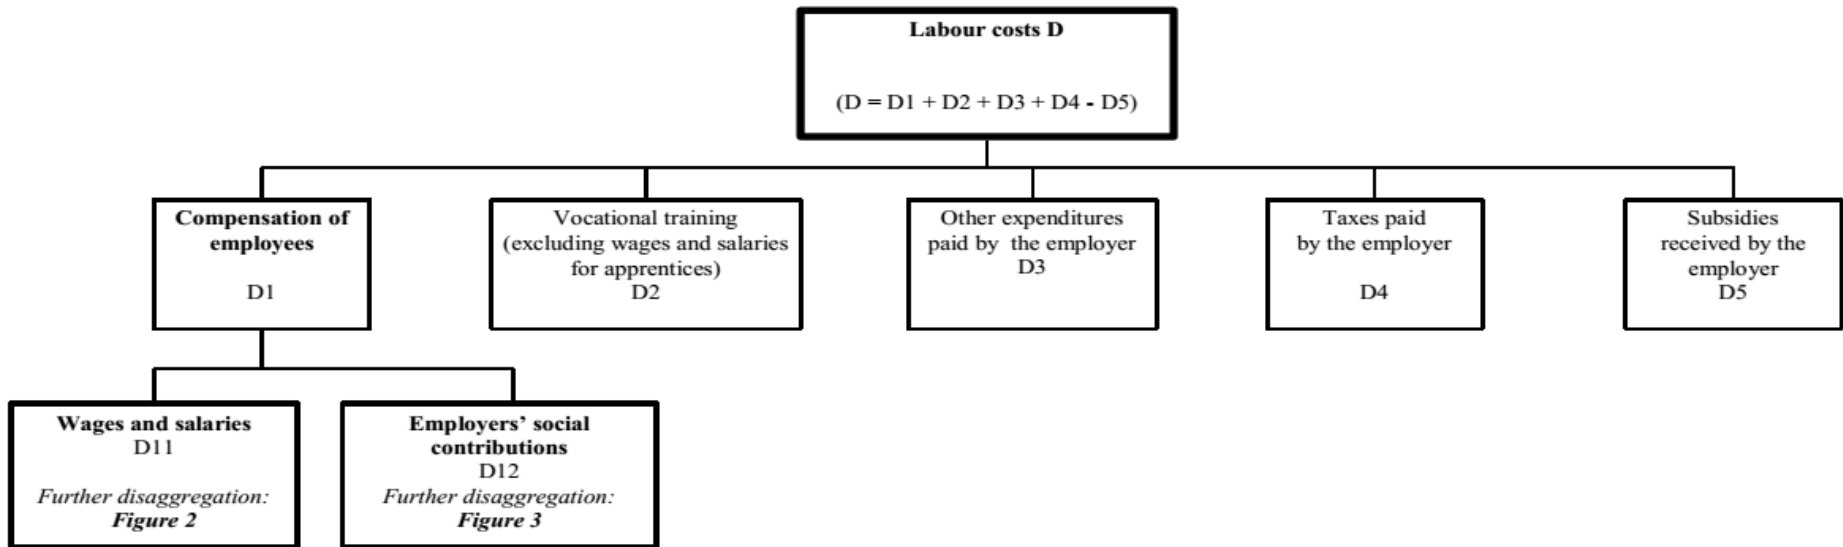 Labour costs D
(D = D1 + D2 + D3 + D4 - D5)
Compensation of
employees
D1
Vocational training
(excluding wages and salaries
for apprentices)
D2
Other expenditures
paid by the employer
D3
Taxes paid
by the employer
D4
Subsidies
received by the
employer
D5
Wages and salaries
D11
Further disaggregation:
Figure 2
Employers' social
contributions
D12
Further disaggregation:
Figure 3